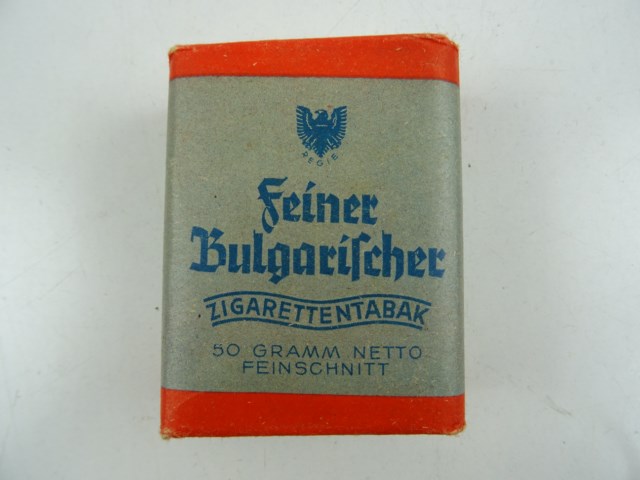 REGIE
Feiner
Bulgariſcher
ZIGARETTENTABAK
50 GRAMM NETTO
FEINSCHNITT